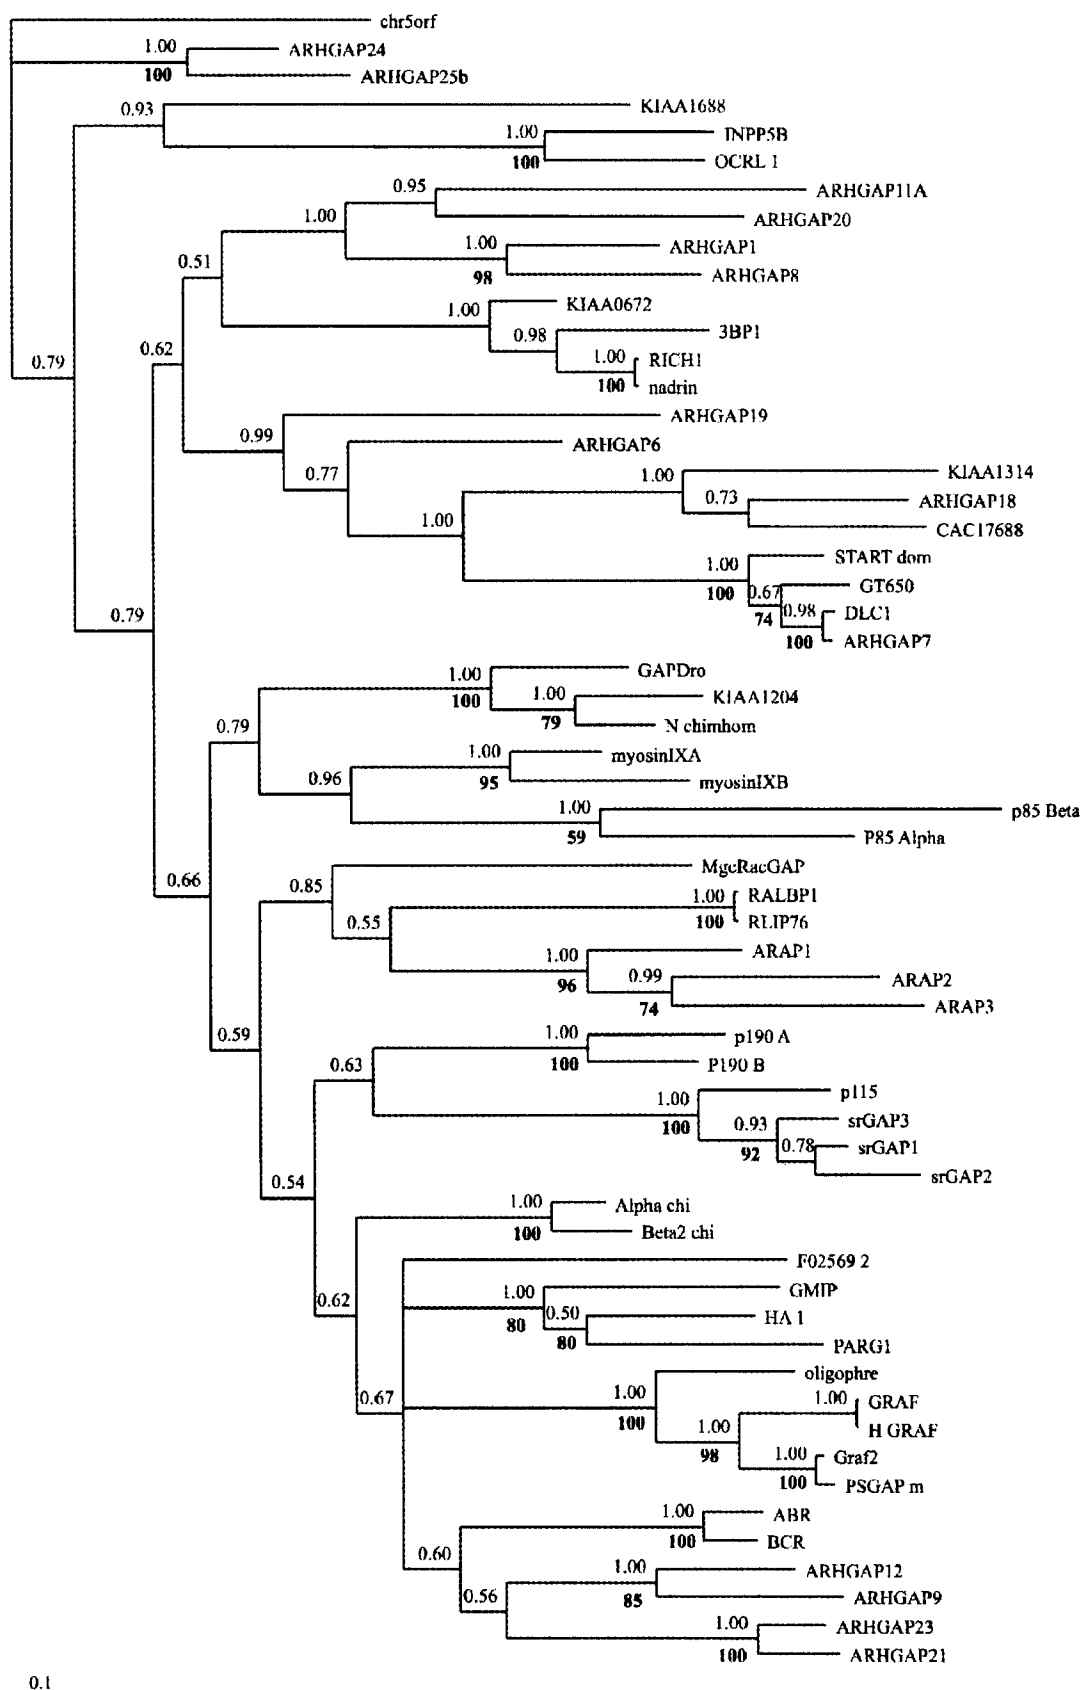 chr5orf
1.00 ARHGAP24
100 ARHGAP25b
0.93 KIAA1688
1.00 INPP5B
100 OCRL 1
0.95 ARHGAP11A
1.00 ARHGAP20
1.00 ARHGAP1
0.51 98 ARHGAP8
1.00 KIAA0672
0.98 3BP1
0.79 0.62 1.00 RICH1
100 nadrin
0.99 ARHGAP19
0.77 ARHGAP6
1.00 KIAA1314
0.73 ARHGAP18
1.00 CAC17688
1.00 START dom
100 0.67 GT650
0.79 74 0.98 DLC1
100 ARHGAP7
1.00 GAPDro
100 1.00 KIAA1204
0.79 79 N chimhom
1.00 myosinIXA
0.96 95 myosinIXB
1.00 p85 Beta
59 P85 Alpha
0.66 0.85 MgcRacGAP
1.00 RALBP1
0.55 100 RLIP76
1.00 ARAP1
96 0.99 ARAP2
74 ARAP3
0.59 1.00 p190 A
0.63 100 P190 B
1.00 p115
100 0.93 srGAP3
92 0.78 srGAP1
0.54 srGAP2
1.00 Alpha chi
100 Beta2 chi
F02569 2
0.62 1.00 GMIP
80 0.50 HA 1
80 PARG1
oligophre
0.67 1.00 1.00 GRAF
100 1.00 H GRAF
98 1.00 Graf2
100 PSGAP m
1.00 ABR
0.60 100 BCR
1.00 ARHGAP12
0.56 85 ARHGAP9
1.00 ARHGAP23
100 ARHGAP21
0.1